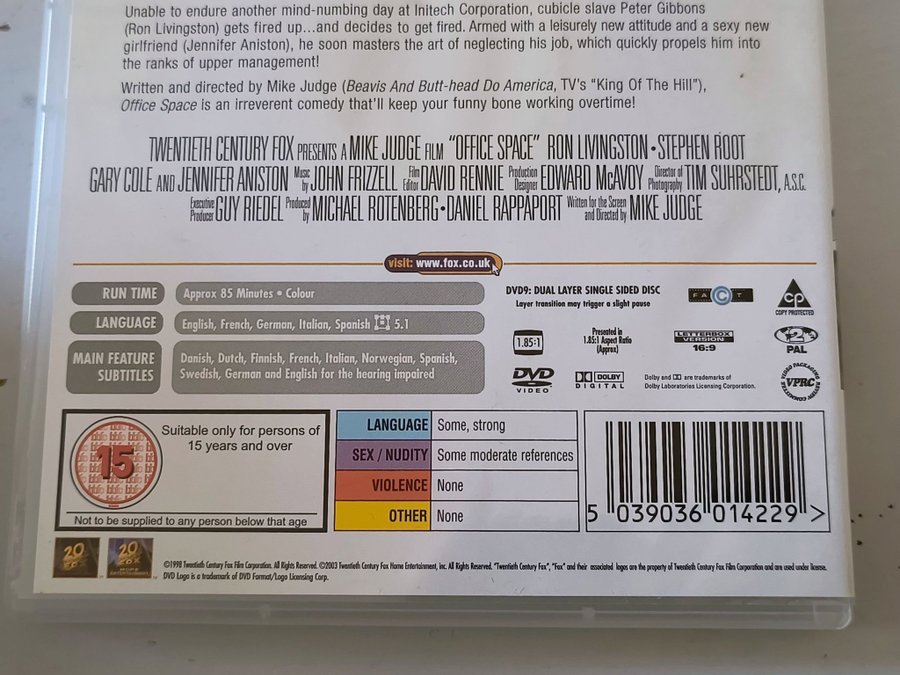 Unable to endure another mind-numbing day at Initech Corporation, cubicle slave Peter Gibbons
(Ron Livingston) gets fired up...and decides to get fired. Armed with a leisurely new attitude and a sexy new
girlfriend (Jennifer Aniston), he soon masters the art of neglecting his job, which quickly propels him into
the ranks of upper management!
Written and directed by Mike Judge (Beavis And Butt-head Do America, TV's "King Of The Hill"),
Office Space is an irreverent comedy that'll keep your funny bone working overtime!
TWENTIETH CENTURY FOX PRESENTS A MIKE JUDGE FILM "OFFICE SPACE" RON LIVINGSTON • STEPHEN ROOT
GARY COLE AND JENNIFER ANISTON Music by JOHN FRIZZELL Film Editor DAVID RENNIE Production Designer EDWARD McAVOY Director of Photography TIM SUHRSTEDT, A.S.C.
Executive Producer GUY RIEDEL Produced by MICHAEL ROTENBERG • DANIEL RAPPAPORT Written for the Screen and Directed by MIKE JUDGE
visit: www.fox.co.uk
RUN TIME Approx 85 Minutes • Colour
LANGUAGE English, French, German, Italian, Spanish 5.1
MAIN FEATURE
SUBTITLES
Danish, Dutch, Finnish, French, Italian, Norwegian, Spanish,
Swedish, German and English for the hearing impaired
DVD9: DUAL LAYER SINGLE SIDED DISC
Layer transition may trigger a slight pause
FACT
CP
COPY PROTECTED
1.85:1
Presented in
1.85:1 Aspect Ratio
(Approx)
LETTERBOX
VERSION
16:9
2
PAL
DVD
VIDEO
DOLBY
DIGITAL
Dolby and DD are trademarks of
Dolby Laboratories Licensing Corporation.
VIDEO PACKAGING REVIEW COMMITTEE
VPRC
15
Suitable only for persons of
15 years and over
Not to be supplied to any person below that age
LANGUAGE Some, strong
SEX / NUDITY Some moderate references
VIOLENCE None
OTHER None
5 039036 014229 >
20
FOX
20
FOX
HOME
ENTERTAINMENT
©1998 Twentieth Century Fox Film Corporation. All Rights Reserved. ©2003 Twentieth Century Fox Home Entertainment, Inc. All Rights Reserved. "Twentieth Century Fox", "Fox" and their associated logos are the property of Twentieth Century Fox Film Corporation and are used under license.
DVD Logo is a trademark of DVD Format/Logo Licensing Corp.